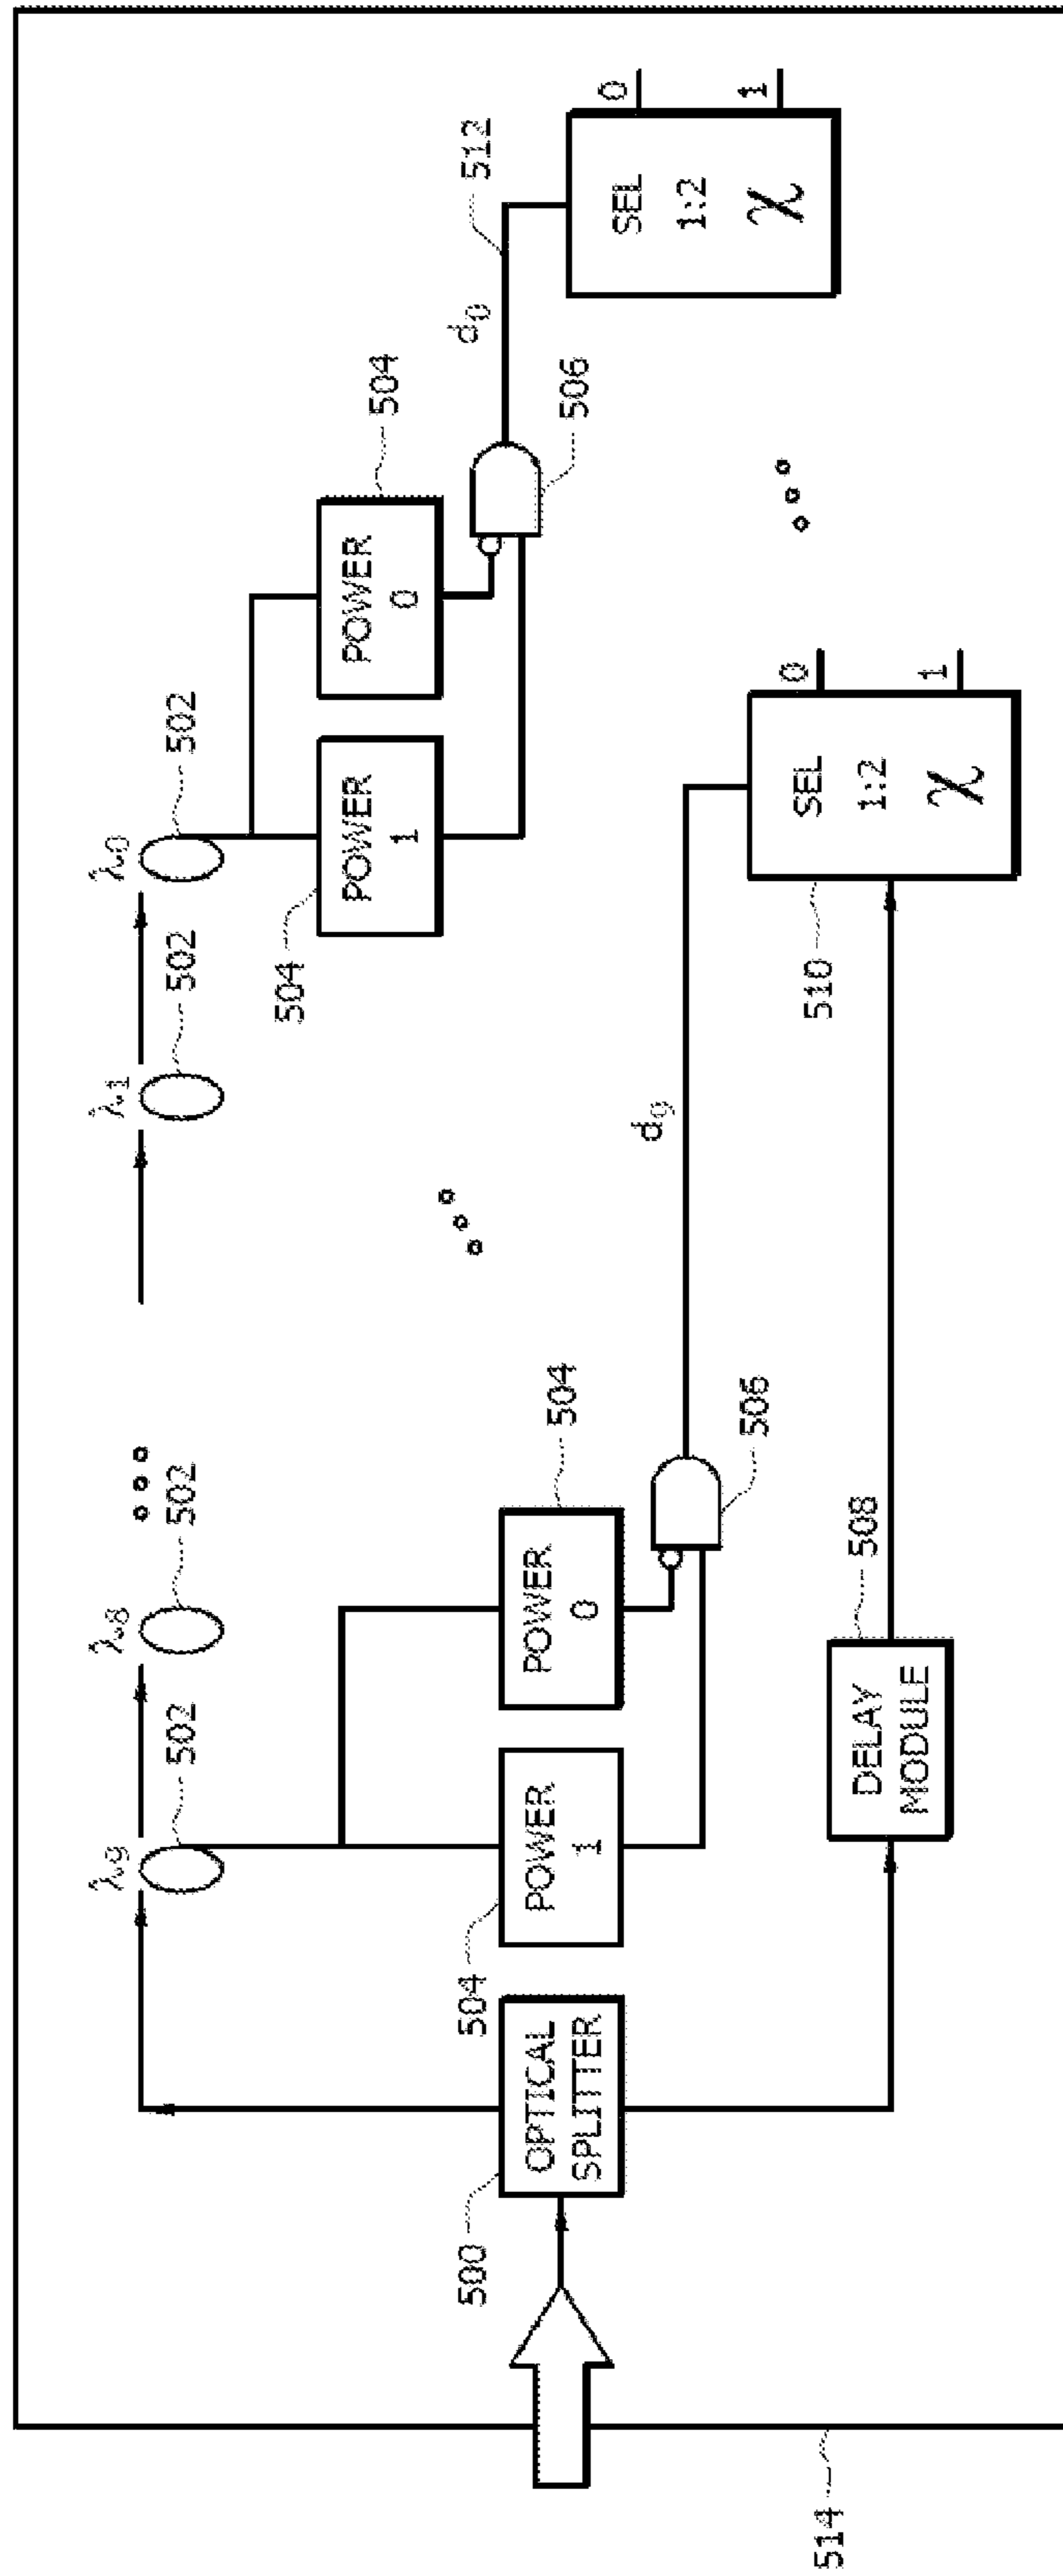 λ9
502
λ8
502
λ1
502
λ0
502
POWER
1
504
POWER
0
504
506
d0
512
SEL
1:2
χ
0
1
500
OPTICAL
SPLITTER
504
POWER
1
POWER
0
504
506
d9
DELAY
MODULE
508
510
SEL
1:2
χ
0
1
514